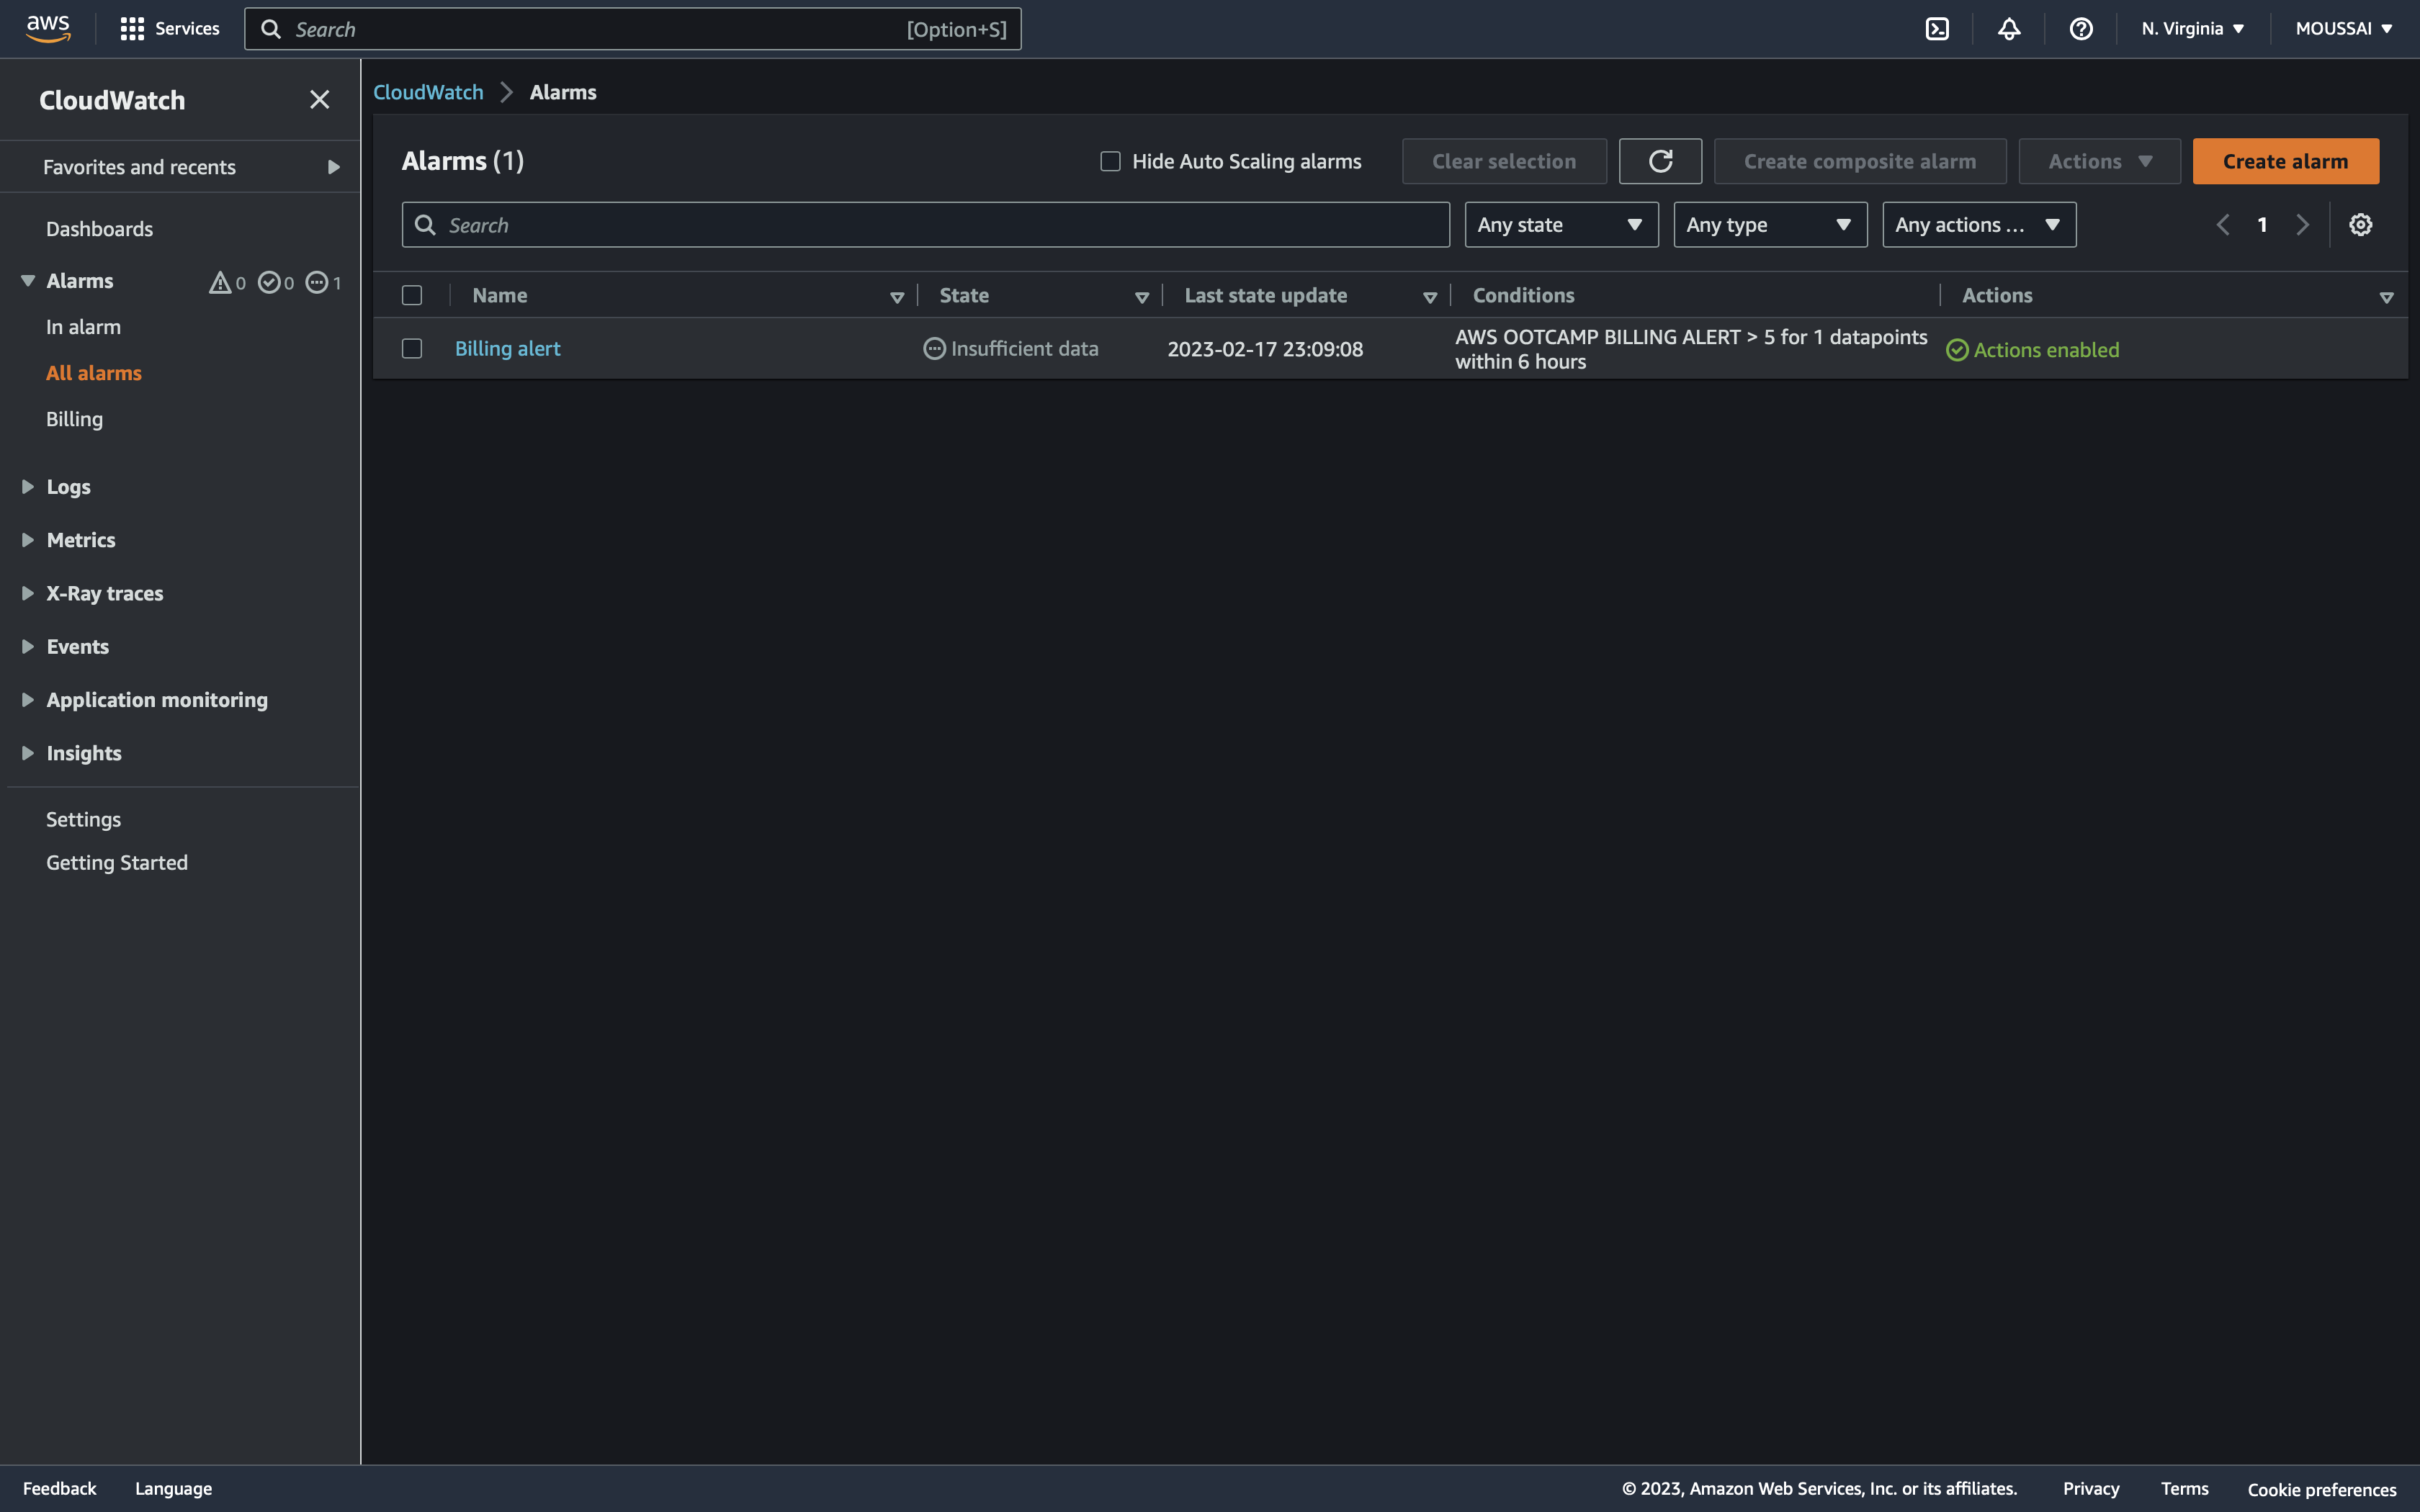 aws
Services
Search
[Option+S]
N. Virginia
MOUSSAI
CloudWatch
Favorites and recents
Dashboards
Alarms
0
0
1
In alarm
All alarms
Billing
Logs
Metrics
X-Ray traces
Events
Application monitoring
Insights
Settings
Getting Started
CloudWatch
Alarms
Alarms (1)
Hide Auto Scaling alarms
Clear selection
Create composite alarm
Actions
Create alarm
Search
Any state
Any type
Any actions ...
1
Name
State
Last state update
Conditions
Actions
Billing alert
Insufficient data
2023-02-17 23:09:08
AWS OOTCAMP BILLING ALERT > 5 for 1 datapoints
within 6 hours
Actions enabled
Feedback
Language
© 2023, Amazon Web Services, Inc. or its affiliates.
Privacy
Terms
Cookie preferences